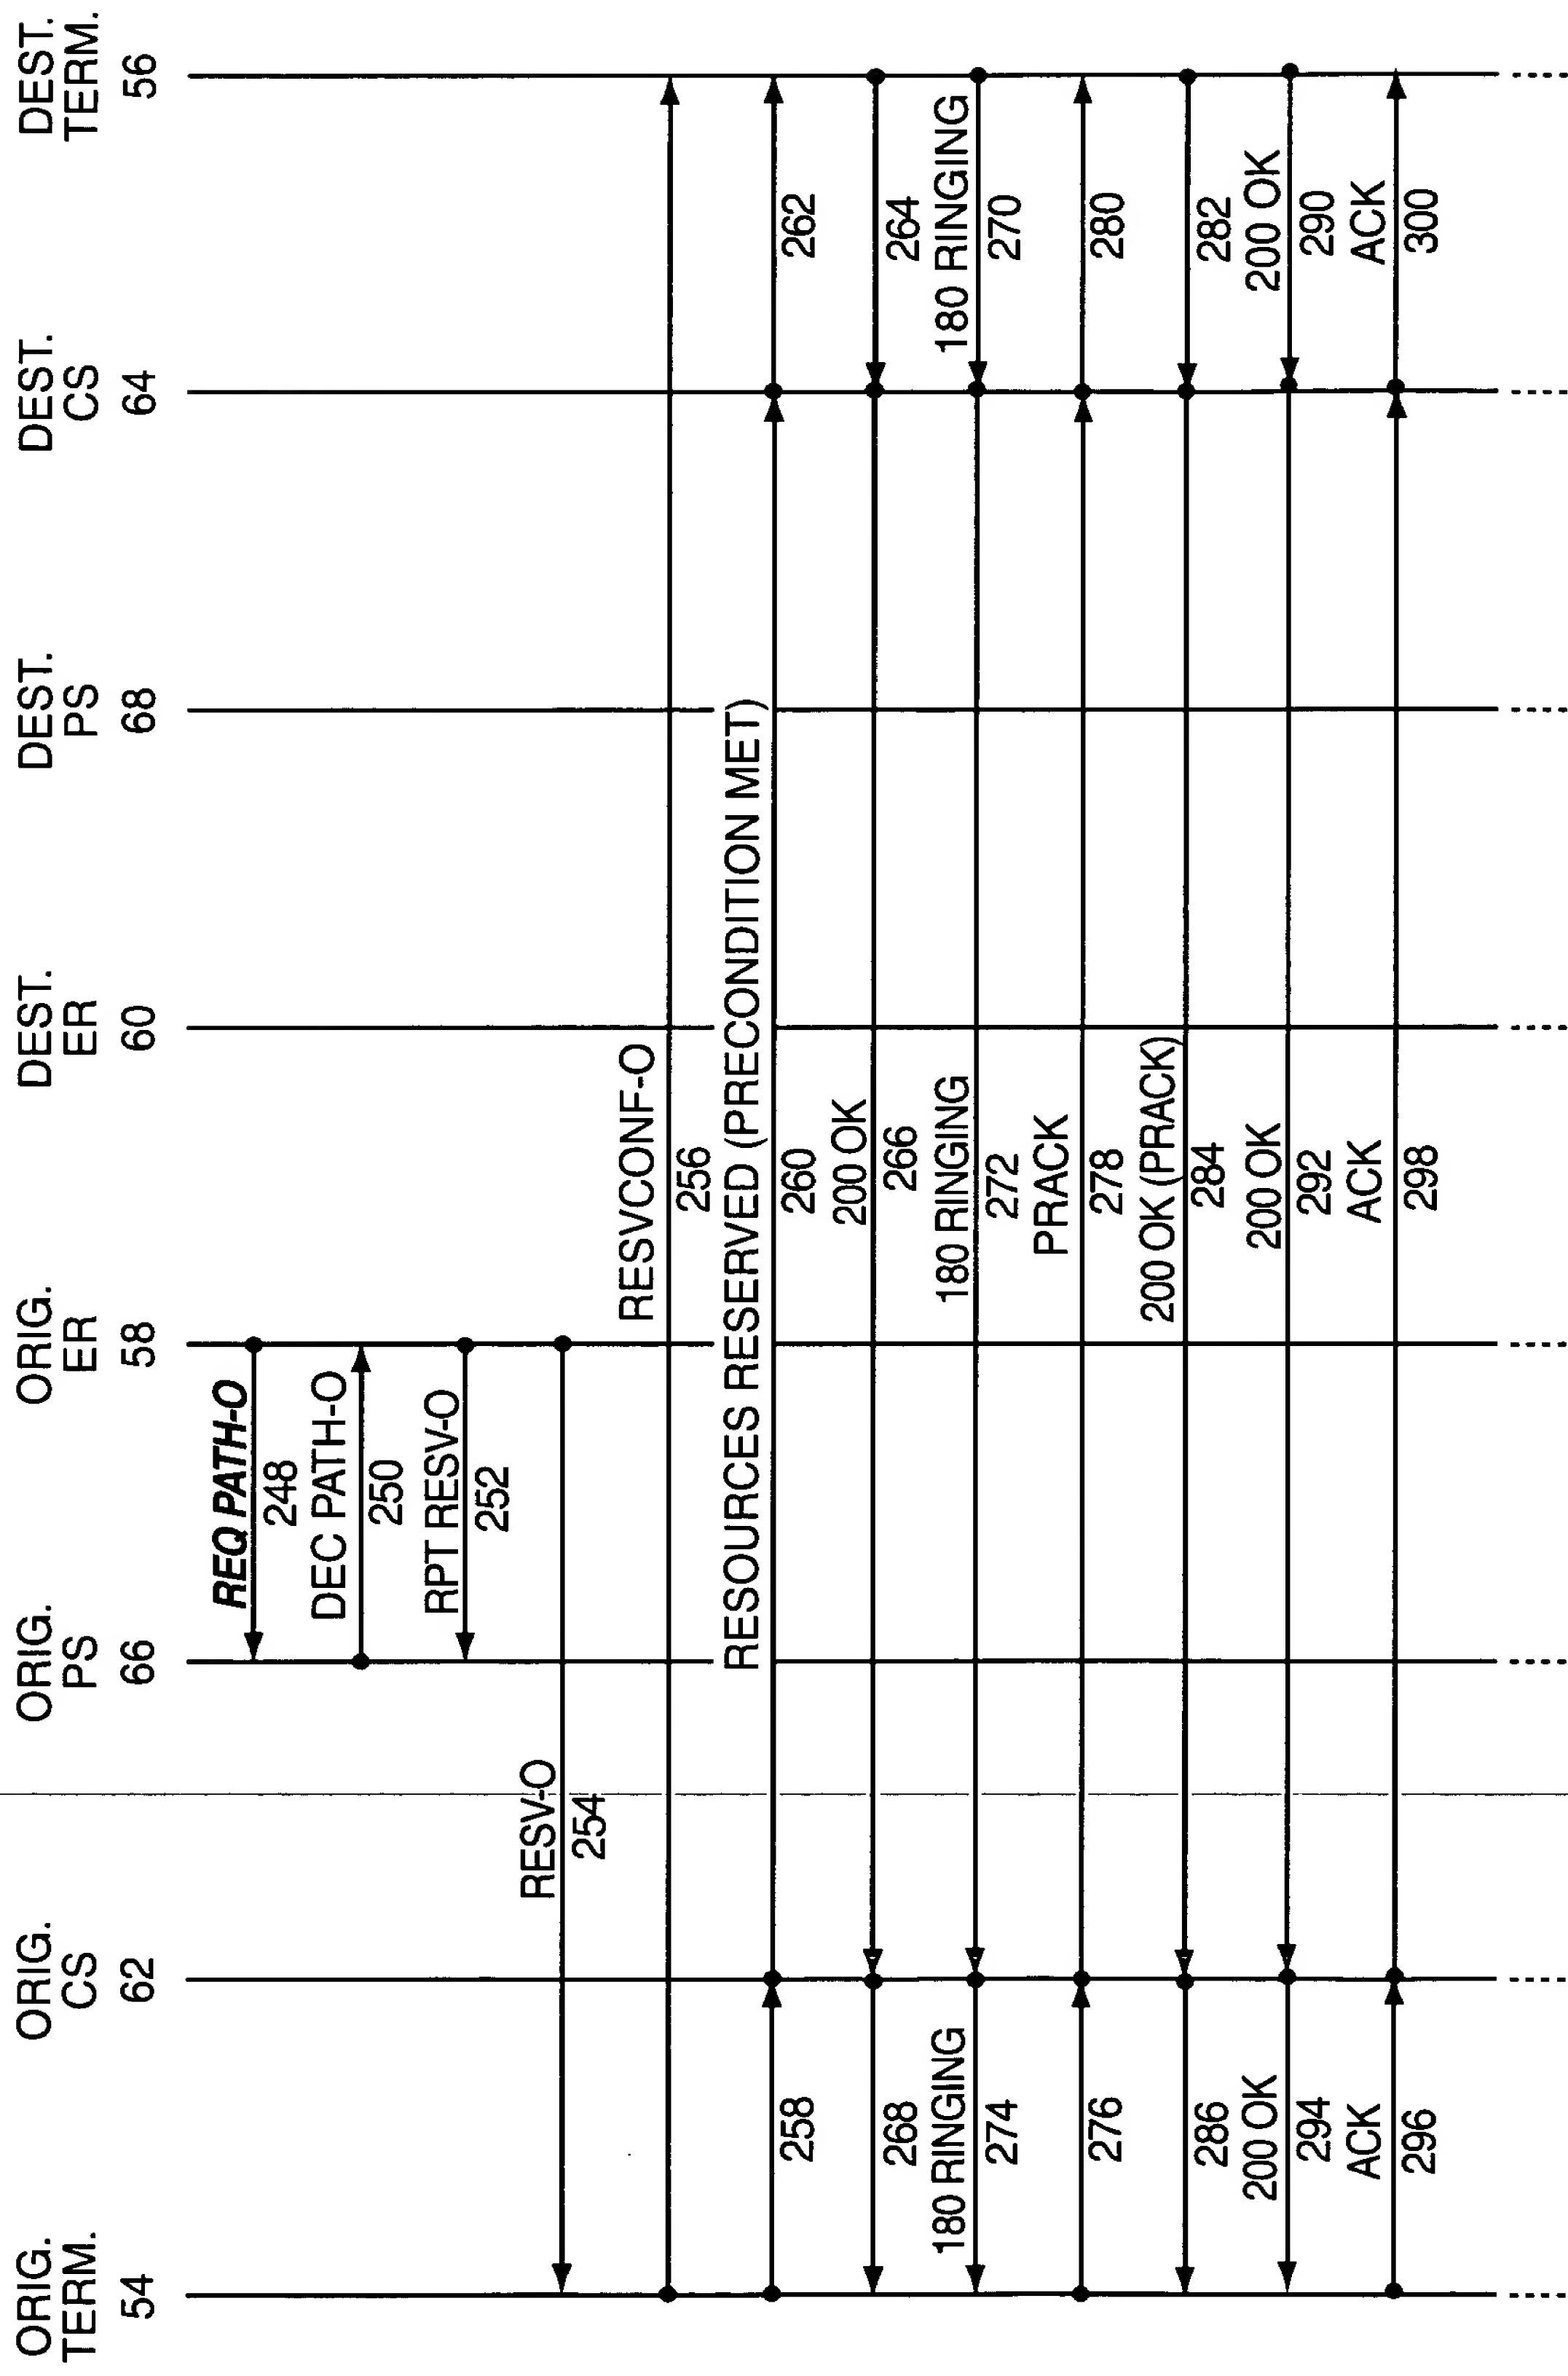 ORIG.
TERM.
54
ORIG.
CS
62
ORIG.
PS
66
ORIG.
ER
58
DEST.
ER
60
DEST.
PS
68
DEST.
CS
64
DEST.
TERM.
56
REQ PATH-O
248
DEC PATH-O
250
RPT RESV-O
252
RESV-O
254
RESVCONF-O
256
RESOURCES RESERVED (PRECONDITION MET)
258
260
262
200 OK
268
266
264
180 RINGING
180 RINGING
180 RINGING
274
272
270
PRACK
276
278
280
200 OK (PRACK)
286
284
282
200 OK
200 OK
200 OK
294
292
290
ACK
ACK
ACK
296
298
300